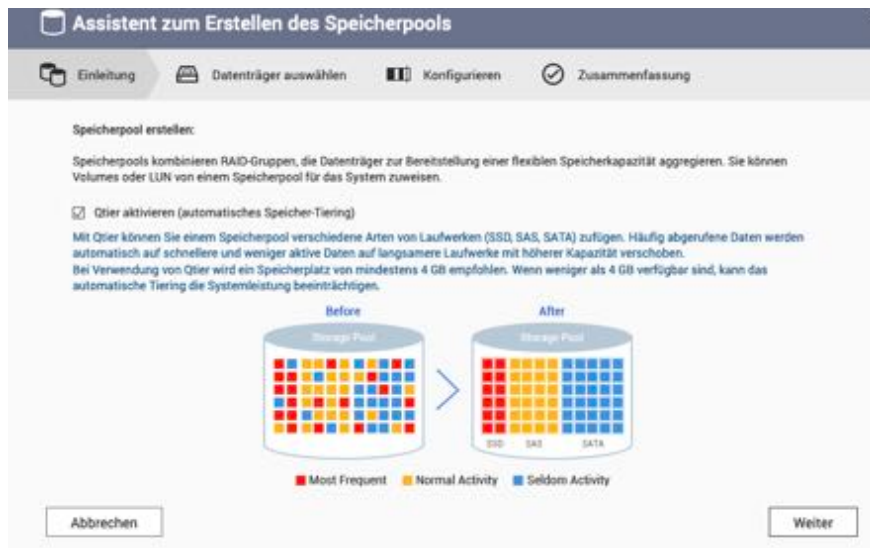 Assistent zum Erstellen des Speicherpools
Einleitung
Datenträger auswählen
Konfigurieren
Zusammenfassung
Speicherpool erstellen:
Speicherpools kombinieren RAID-Gruppen, die Datenträger zur Bereitstellung einer flexiblen Speicherkapazität aggregieren. Sie können
Volumes oder LUN von einem Speicherpool für das System zuweisen.
Qtier aktivieren (automatisches Speicher-Tiering)
Mit Qtier können Sie einem Speicherpool verschiedene Arten von Laufwerken (SSD, SAS, SATA) zufügen. Häufig abgerufene Daten werden
automatisch auf schnellere und weniger aktive Daten auf langsamere Laufwerke mit höherer Kapazität verschoben.
Bei Verwendung von Qtier wird ein Speicherplatz von mindestens 4 GB empfohlen. Wenn weniger als 4 GB verfügbar sind, kann das
automatische Tiering die Systemleistung beeinträchtigen.
Before
After
Storage Pool
Storage Pool
SSD
SAS
SATA
Most Frequent
Normal Activity
Seldom Activity
Abbrechen
Weiter